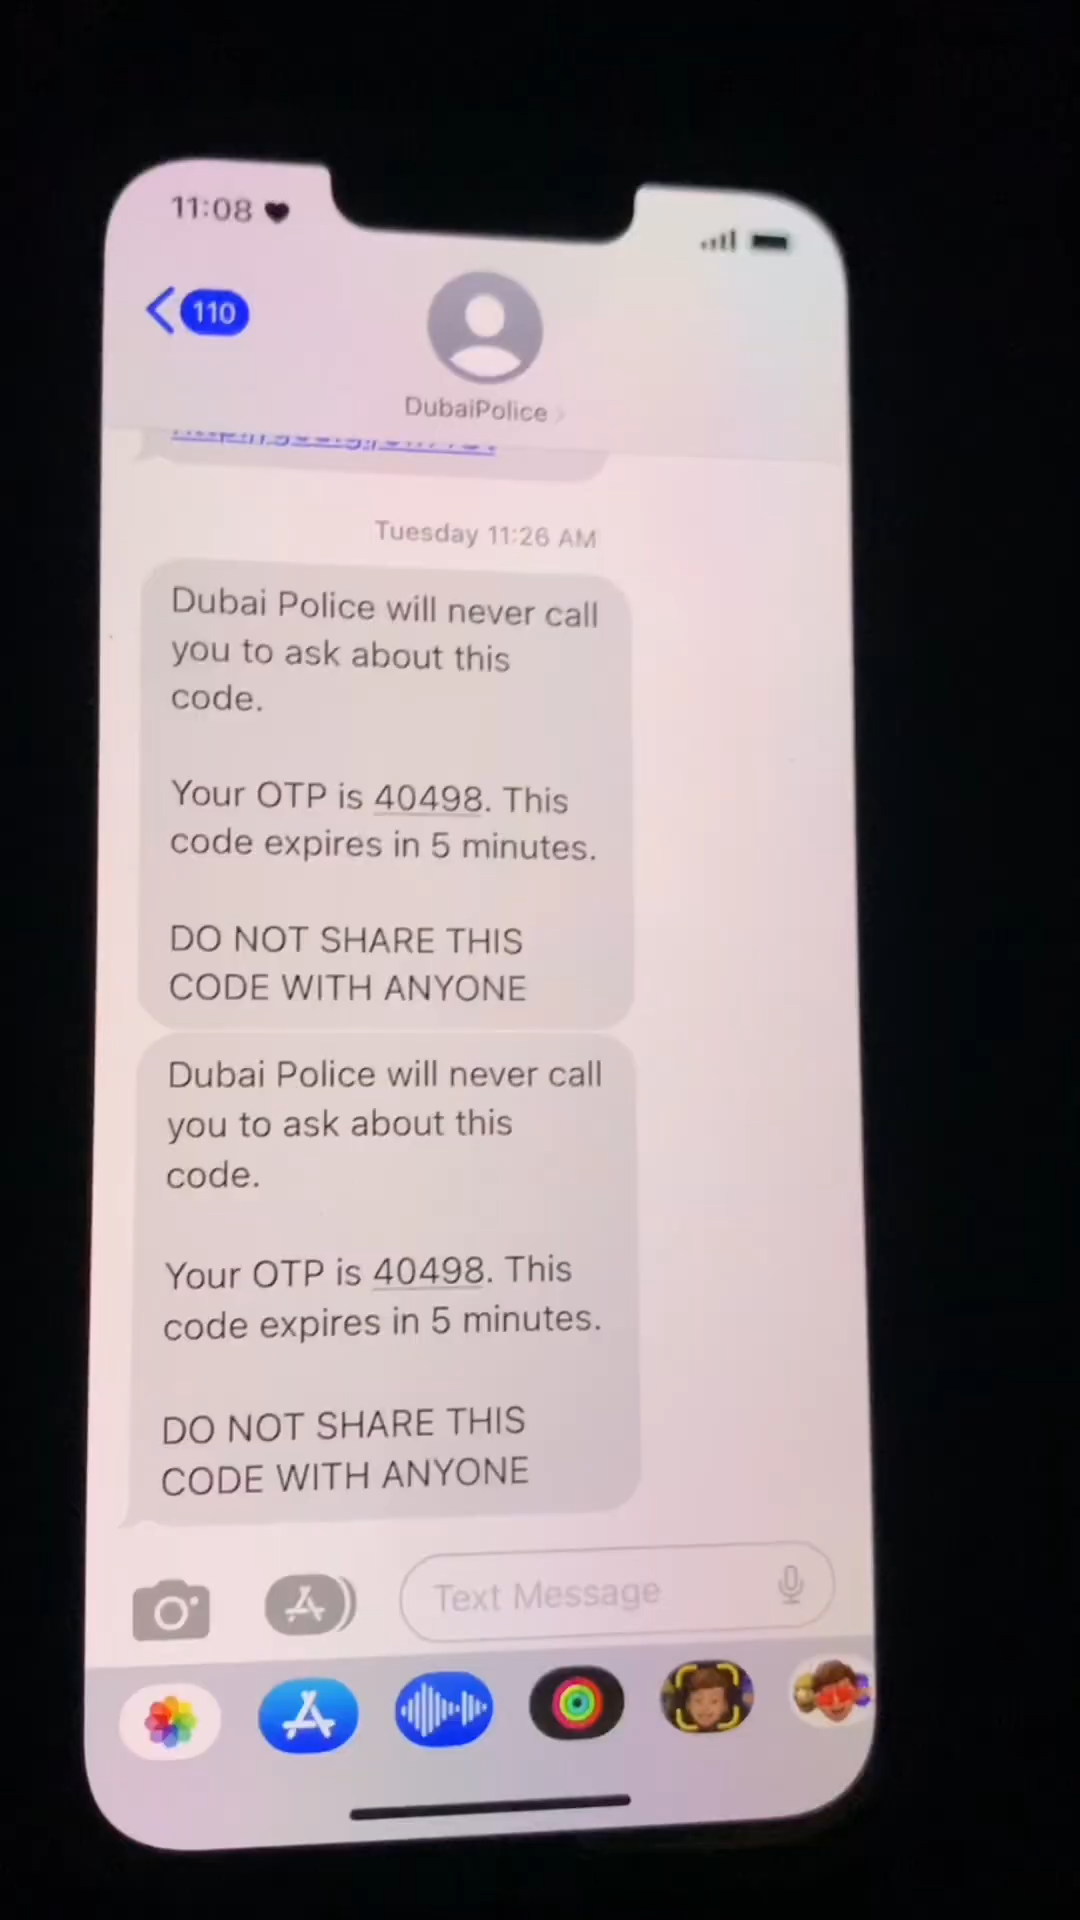 11:08
110
DubaiPolice
Tuesday 11:26 AM
Dubai Police will never call
you to ask about this
code.
Your OTP is 40498. This
code expires in 5 minutes.
DO NOT SHARE THIS
CODE WITH ANYONE
Dubai Police will never call
you to ask about this
code.
Your OTP is 40498. This
code expires in 5 minutes.
DO NOT SHARE THIS
CODE WITH ANYONE
Text Message